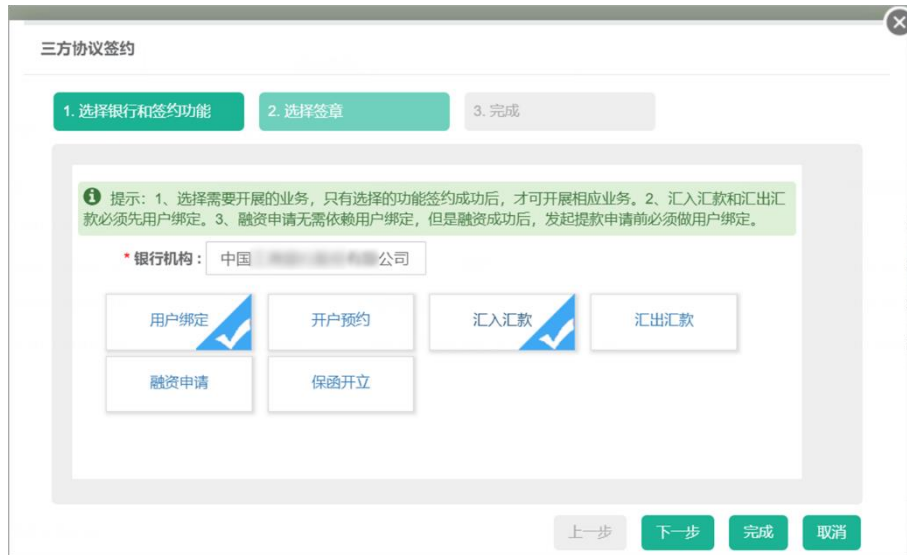 三方协议签约
1. 选择银行和签约功能
2. 选择签章
3. 完成
提示：1、选择需要开展的业务，只有选择的功能签约成功后，才可开展相应业务。2、汇入汇款和汇出汇
款必须先用户绑定。3、融资申请无需依赖用户绑定，但是融资成功后，发起提款申请前必须做用户绑定。
* 银行机构： 中国 公司
用户绑定 开户预约 汇入汇款 汇出汇款
融资申请 保函开立
上一步 下一步 完成 取消